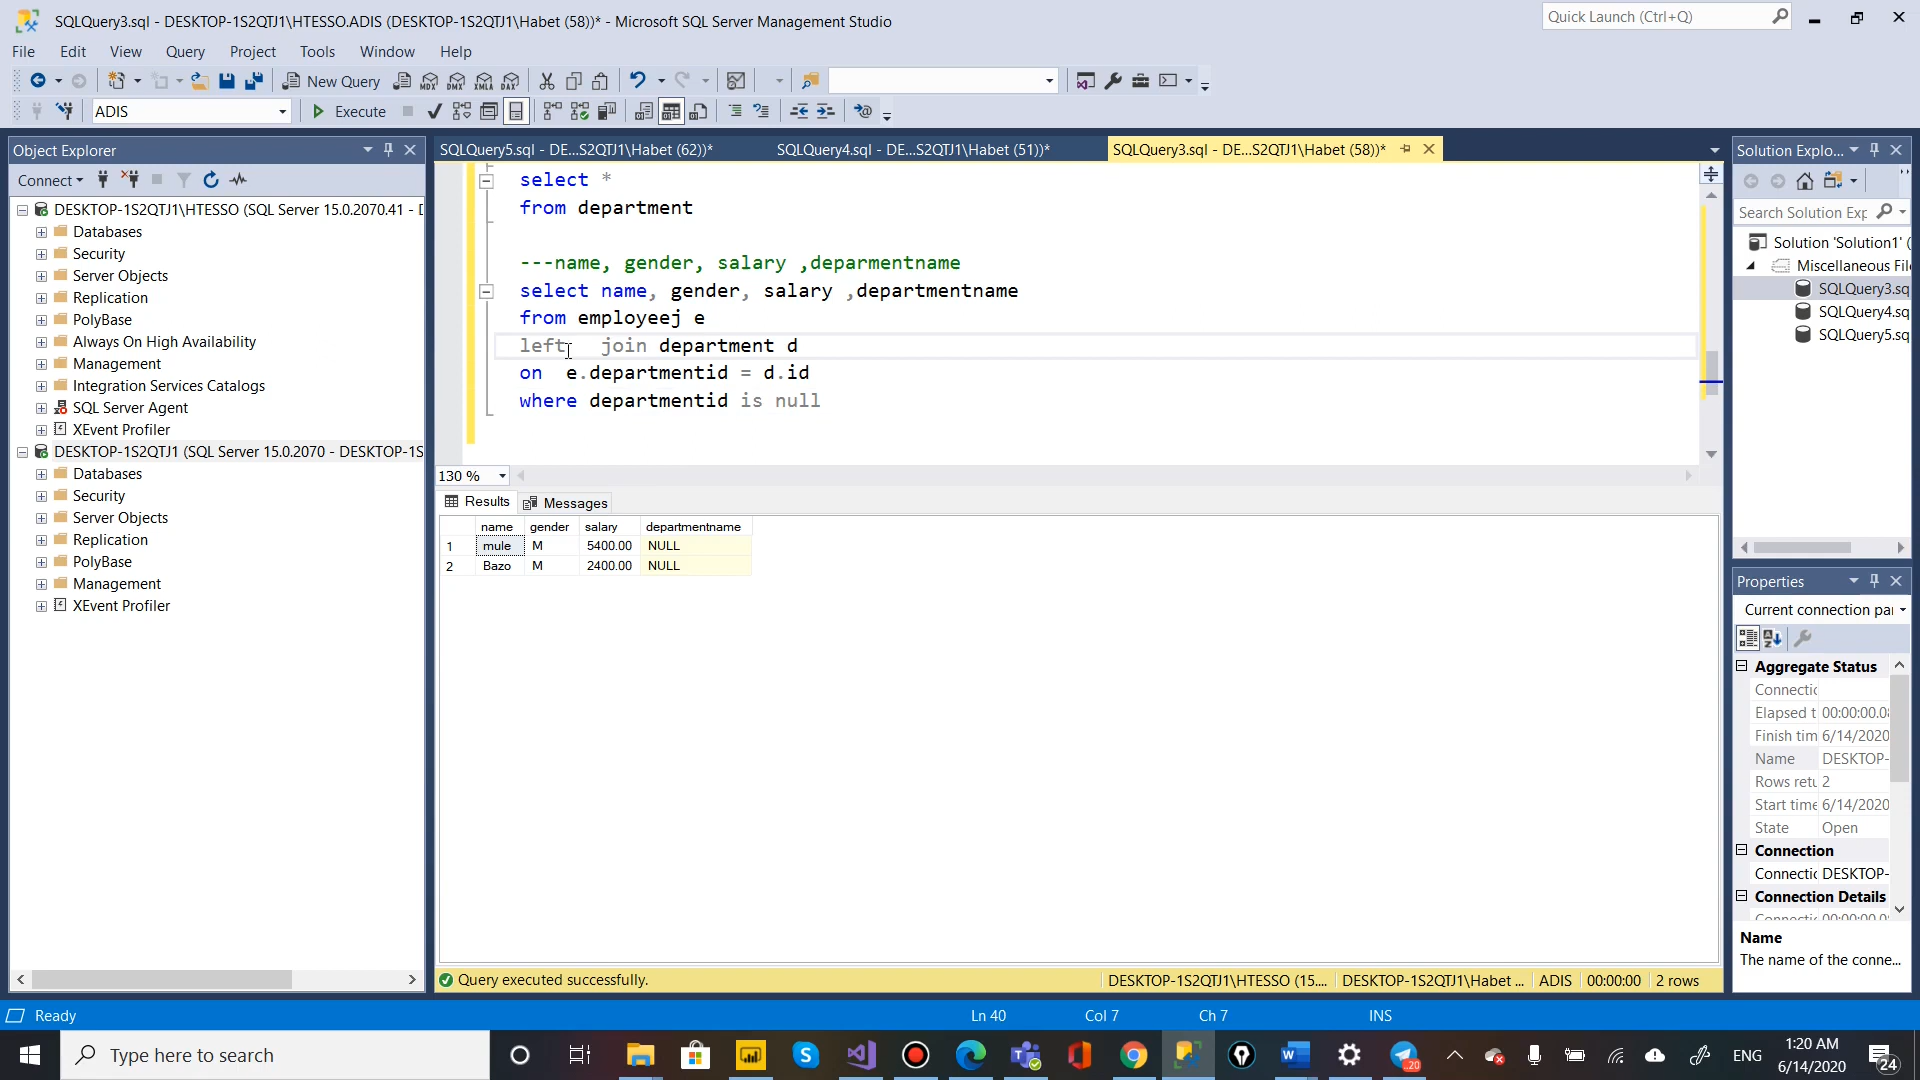 SQLQuery3.sql - DESKTOP-1S2QTJ1\HTESSO.ADIS (DESKTOP-1S2QTJ1\Habet (58))* - Microsoft SQL Server Management Studio
Quick Launch (Ctrl+Q)
File Edit View Query Project Tools Window Help
New Query
MDX DMX XMLA DAX
ADIS
Execute
Object Explorer
Connect
DESKTOP-1S2QTJ1\HTESSO (SQL Server 15.0.2070.41 - D
Databases
Security
Server Objects
Replication
PolyBase
Always On High Availability
Management
Integration Services Catalogs
SQL Server Agent
XEvent Profiler
DESKTOP-1S2QTJ1 (SQL Server 15.0.2070 - DESKTOP-1S
Databases
Security
Server Objects
Replication
PolyBase
Management
XEvent Profiler
SQLQuery5.sql - DE...S2QTJ1\Habet (62))*
SQLQuery4.sql - DE...S2QTJ1\Habet (51))*
SQLQuery3.sql - DE...S2QTJ1\Habet (58))*
select *
from department
---name, gender, salary ,deparmentname
select name, gender, salary ,departmentname
from employeej e
left   join department d
on  e.departmentid = d.id
where departmentid is null
130 %
Results Messages
name gender salary departmentname
1 mule M 5400.00 NULL
2 Bazo M 2400.00 NULL
Query executed successfully.
DESKTOP-1S2QTJ1\HTESSO (15.... DESKTOP-1S2QTJ1\Habet ... ADIS 00:00:00 2 rows
Solution Explo...
Search Solution Exp
Solution 'Solution1' (
Miscellaneous Fil
SQLQuery3.sq
SQLQuery4.sq
SQLQuery5.sq
Properties
Current connection par
Aggregate Status
Connectic
Elapsed t 00:00:00.08
Finish tim 6/14/2020
Name DESKTOP-
Rows retu 2
Start time 6/14/2020
State Open
Connection
Connectic DESKTOP-
Connection Details
Name
The name of the conne...
Ready
Ln 40 Col 7 Ch 7 INS
Type here to search
20
ENG
1:20 AM
6/14/2020
24